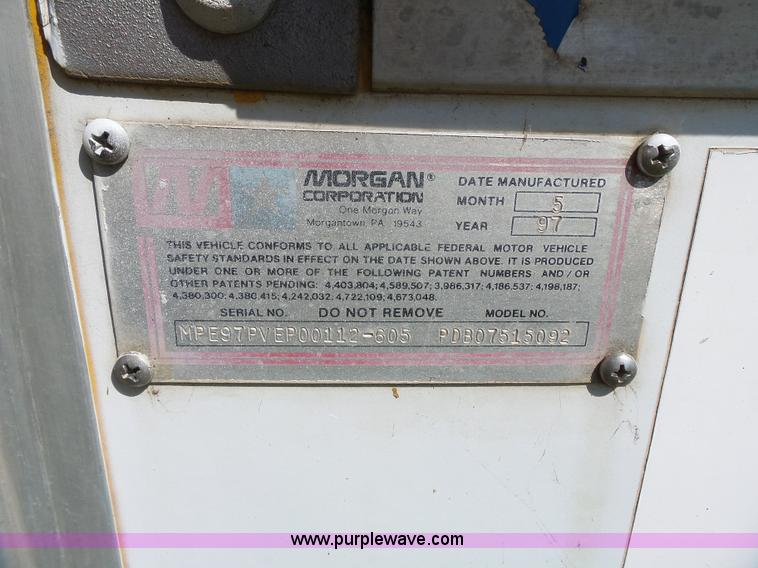 MORGAN®
CORPORATION
One Morgan Way
Morgantown, PA 19543
DATE MANUFACTURED
MONTH 5
YEAR 97
THIS VEHICLE CONFORMS TO ALL APPLICABLE FEDERAL MOTOR VEHICLE
SAFETY STANDARDS IN EFFECT ON THE DATE SHOWN ABOVE. IT IS PRODUCED
UNDER ONE OR MORE OF THE FOLLOWING PATENT NUMBERS AND/OR
OTHER PATENTS PENDING: 4,403,804; 4,589,507; 3,986,317; 4,186,537; 4,198,187;
4,380,300; 4,380,415; 4,242,032; 4,722,109; 4,673,048.
SERIAL NO. DO NOT REMOVE MODEL NO.
MPE97PVEP00112-605 PDB07515092
www.purplewave.com